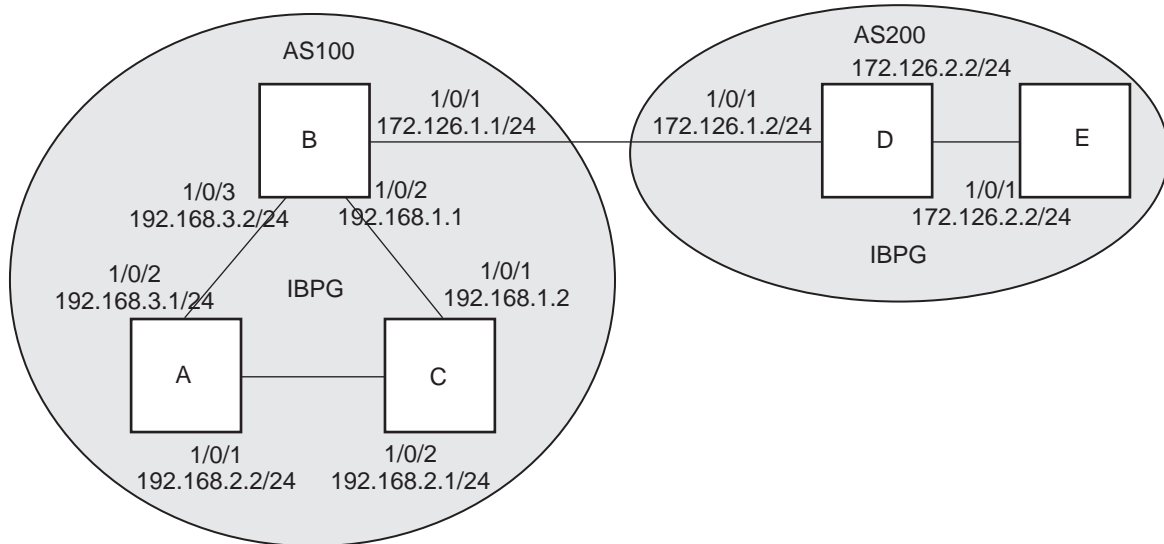 AS100
AS200
172.126.2.2/24
1/0/1
172.126.1.1/24
1/0/1
172.126.1.2/24
B
D
E
1/0/3
192.168.3.2/24
1/0/2
192.168.1.1
1/0/1
172.126.2.2/24
IBPG
1/0/2
192.168.3.1/24
IBPG
1/0/1
192.168.1.2
A
C
1/0/1
192.168.2.2/24
1/0/2
192.168.2.1/24